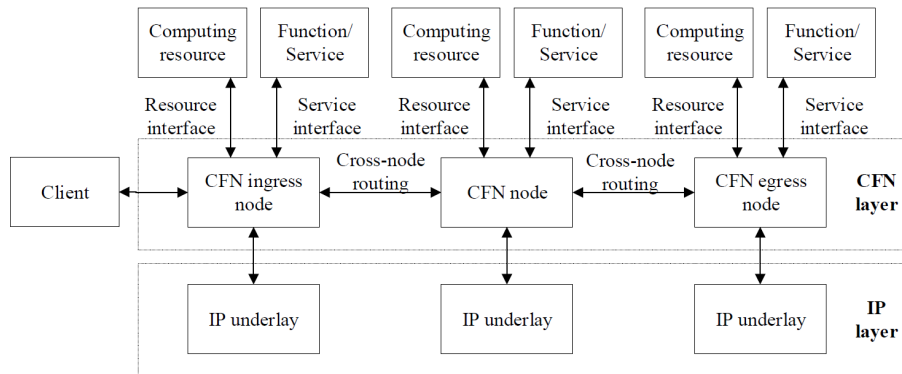 Computing
resource
Function/
Service
Computing
resource
Function/
Service
Computing
resource
Function/
Service
Resource
interface
Service
interface
Resource
interface
Service
interface
Resource
interface
Service
interface
Client
CFN ingress
node
Cross-node
routing
CFN node
Cross-node
routing
CFN egress
node
CFN
layer
IP underlay
IP underlay
IP underlay
IP
layer